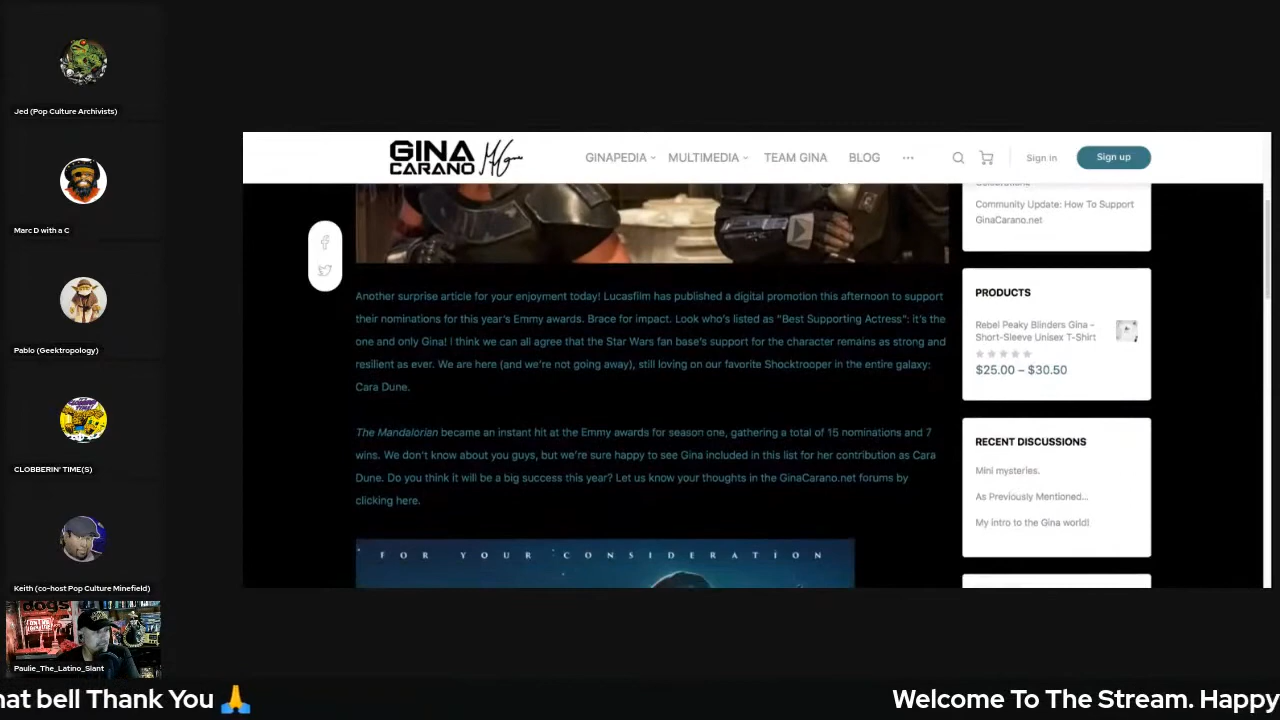 Jed (Pop Culture Archivists)
Marc D with a C
Pablo (Geektropology)
CLOBBERIN' TIME(S)
Keith (co-host Pop Culture Minefield)
Paulie_The_Latino_Slant
GINA
CARANO
GINAPEDIA
MULTIMEDIA
TEAM GINA
BLOG
...
Sign in
Sign up
Another surprise article for your enjoyment today! Lucasfilm has published a digital promotion this afternoon to support
their nominations for this year's Emmy awards. Brace for impact. Look who's listed as "Best Supporting Actress": it's the
one and only Gina! I think we can all agree that the Star Wars fan base's support for the character remains as strong and
resilient as ever. We are here (and we're not going away), still loving on our favorite Shocktrooper in the entire galaxy:
Cara Dune.
The Mandalorian became an instant hit at the Emmy awards for season one, gathering a total of 15 nominations and 7
wins. We don't know about you guys, but we're sure happy to see Gina included in this list for her contribution as Cara
Dune. Do you think it will be a big success this year? Let us know your thoughts in the GinaCarano.net forums by
clicking here.
FOR YOUR CONSIDERATION
Community Update: How To Support
GinaCarano.net
PRODUCTS
Rebel Peaky Blinders Gina –
Short-Sleeve Unisex T-Shirt
$25.00 – $30.50
RECENT DISCUSSIONS
Mini mysteries.
As Previously Mentioned...
My intro to the Gina world!
hat bell Thank You 🙏
Welcome To The Stream. Happy